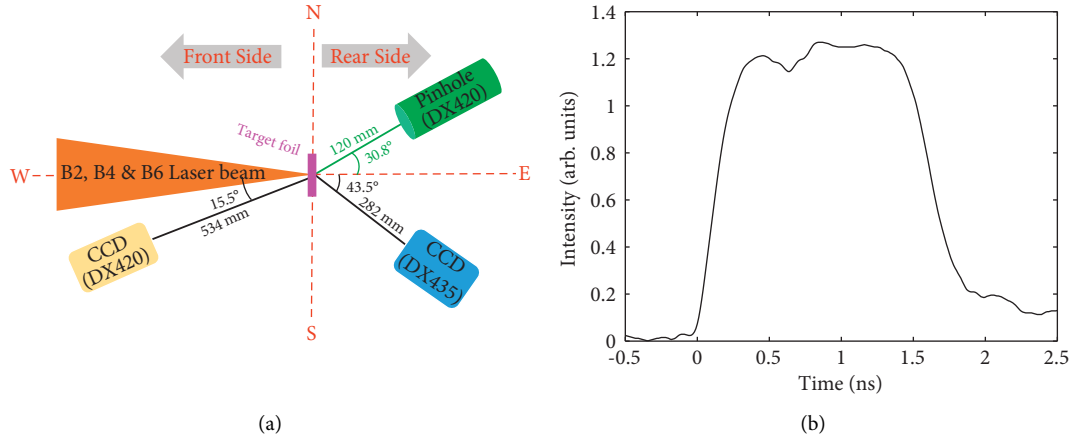 N
Front Side
Rear Side
Pinhole
(DX420)
Target foil
120 mm
30.8°
W
B2, B4 & B6 Laser beam
E
15.5°
534 mm
43.5°
282 mm
CCD
(DX420)
CCD
(DX435)
S
(a)
1.4
1.2
1
0.8
0.6
0.4
0.2
0
Intensity (arb. units)
-0.5
0
0.5
1
1.5
2
2.5
Time (ns)
(b)